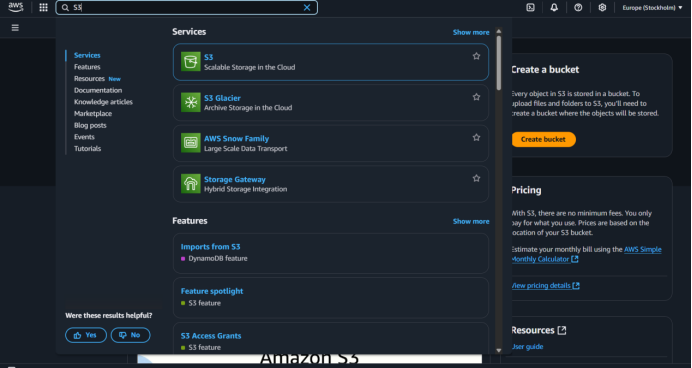 aws
S3
Europe (Stockholm)
Services
Features
Resources New
Documentation
Knowledge articles
Marketplace
Blog posts
Events
Tutorials
Were these results helpful?
Yes
No
Services
Show more
S3
Scalable Storage in the Cloud
S3 Glacier
Archive Storage in the Cloud
AWS Snow Family
Large Scale Data Transport
Storage Gateway
Hybrid Storage Integration
Features
Show more
Imports from S3
DynamoDB feature
Feature spotlight
S3 feature
S3 Access Grants
S3 feature
Amazon S3
Create a bucket
Every object in S3 is stored in a bucket. To
upload files and folders to S3, you'll need to
create a bucket where the objects will be stored.
Create bucket
Pricing
With S3, there are no minimum fees. You only
pay for what you use. Prices are based on the
location of your S3 bucket.
Estimate your monthly bill using the AWS Simple
Monthly Calculator
View pricing details
Resources
User guide